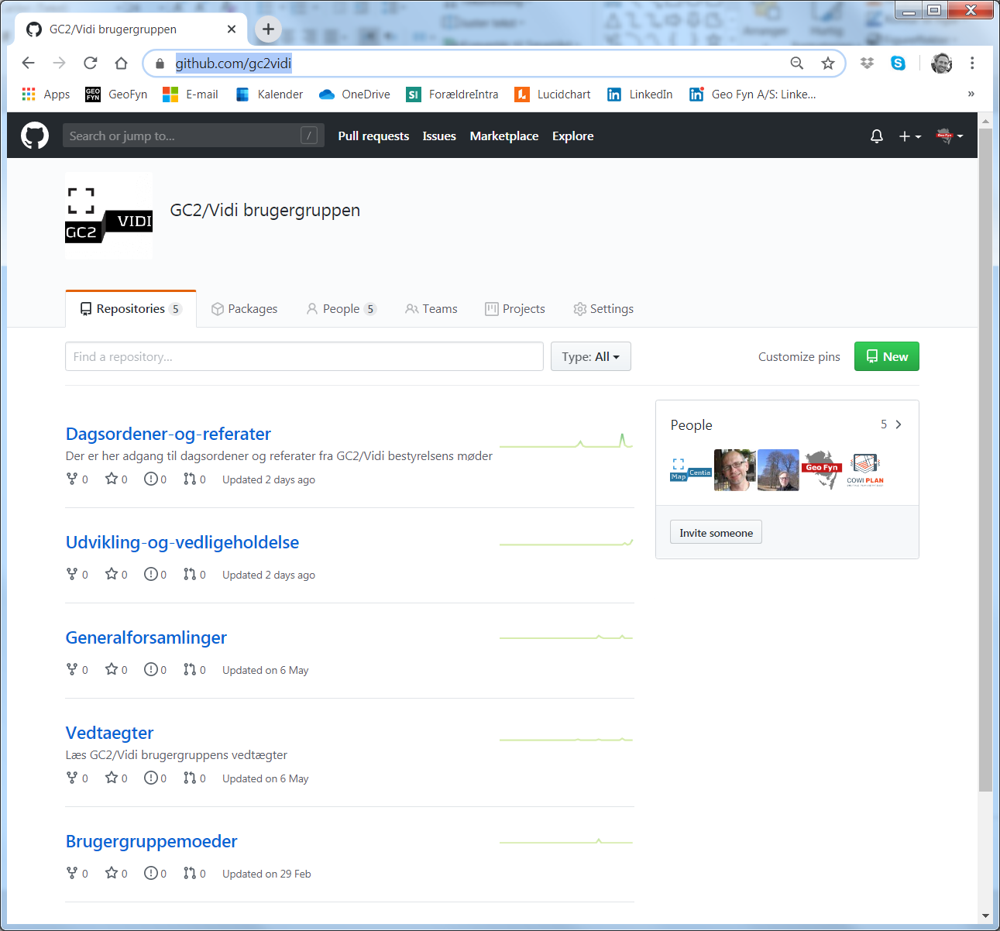 GC2/Vidi brugergruppen
github.com/gc2vidi
Apps GEO FYN GeoFyn E-mail Kalender OneDrive SI ForældreIntra Lucidchart LinkedIn Geo Fyn A/S: Linke... »
Search or jump to... / Pull requests Issues Marketplace Explore Geo Fyn
GC2 VIDI
GC2/Vidi brugergruppen
Repositories 5 Packages People 5 Teams Projects Settings
Find a repository... Type: All Customize pins New
Dagsordener-og-referater
Der er her adgang til dagsordener og referater fra GC2/Vidi bestyrelsens møder
0 0 0 0 Updated 2 days ago
People 5
Map Centia Geo Fyn COWI PLAN
Invite someone
Udvikling-og-vedligeholdelse
0 0 0 0 Updated 2 days ago
Generalforsamlinger
0 0 0 0 Updated on 6 May
Vedtaegter
Læs GC2/Vidi brugergruppens vedtægter
0 0 0 0 Updated on 6 May
Brugergruppemoeder
0 0 0 0 Updated on 29 Feb